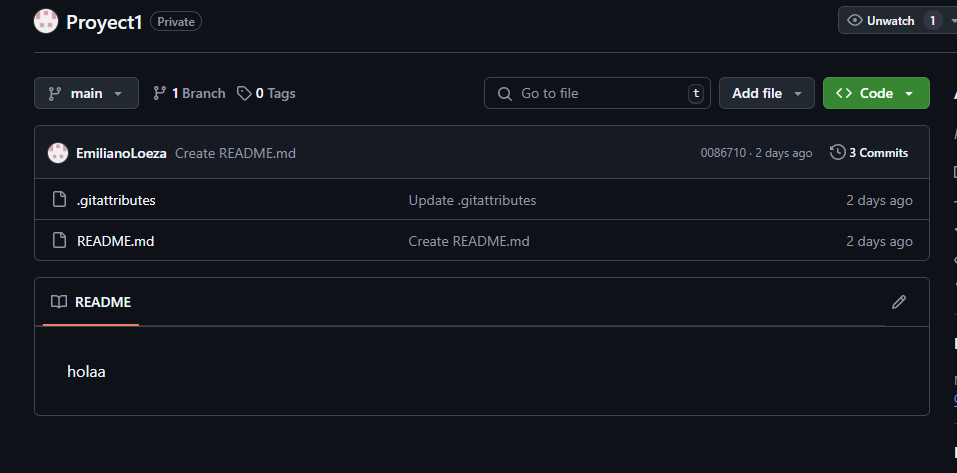 Proyect1 Private Unwatch 1
main 1 Branch 0 Tags Go to file t Add file Code
EmilianoLoeza Create README.md 0086710 · 2 days ago 3 Commits
.gitattributes Update .gitattributes 2 days ago
README.md Create README.md 2 days ago
README
holaa